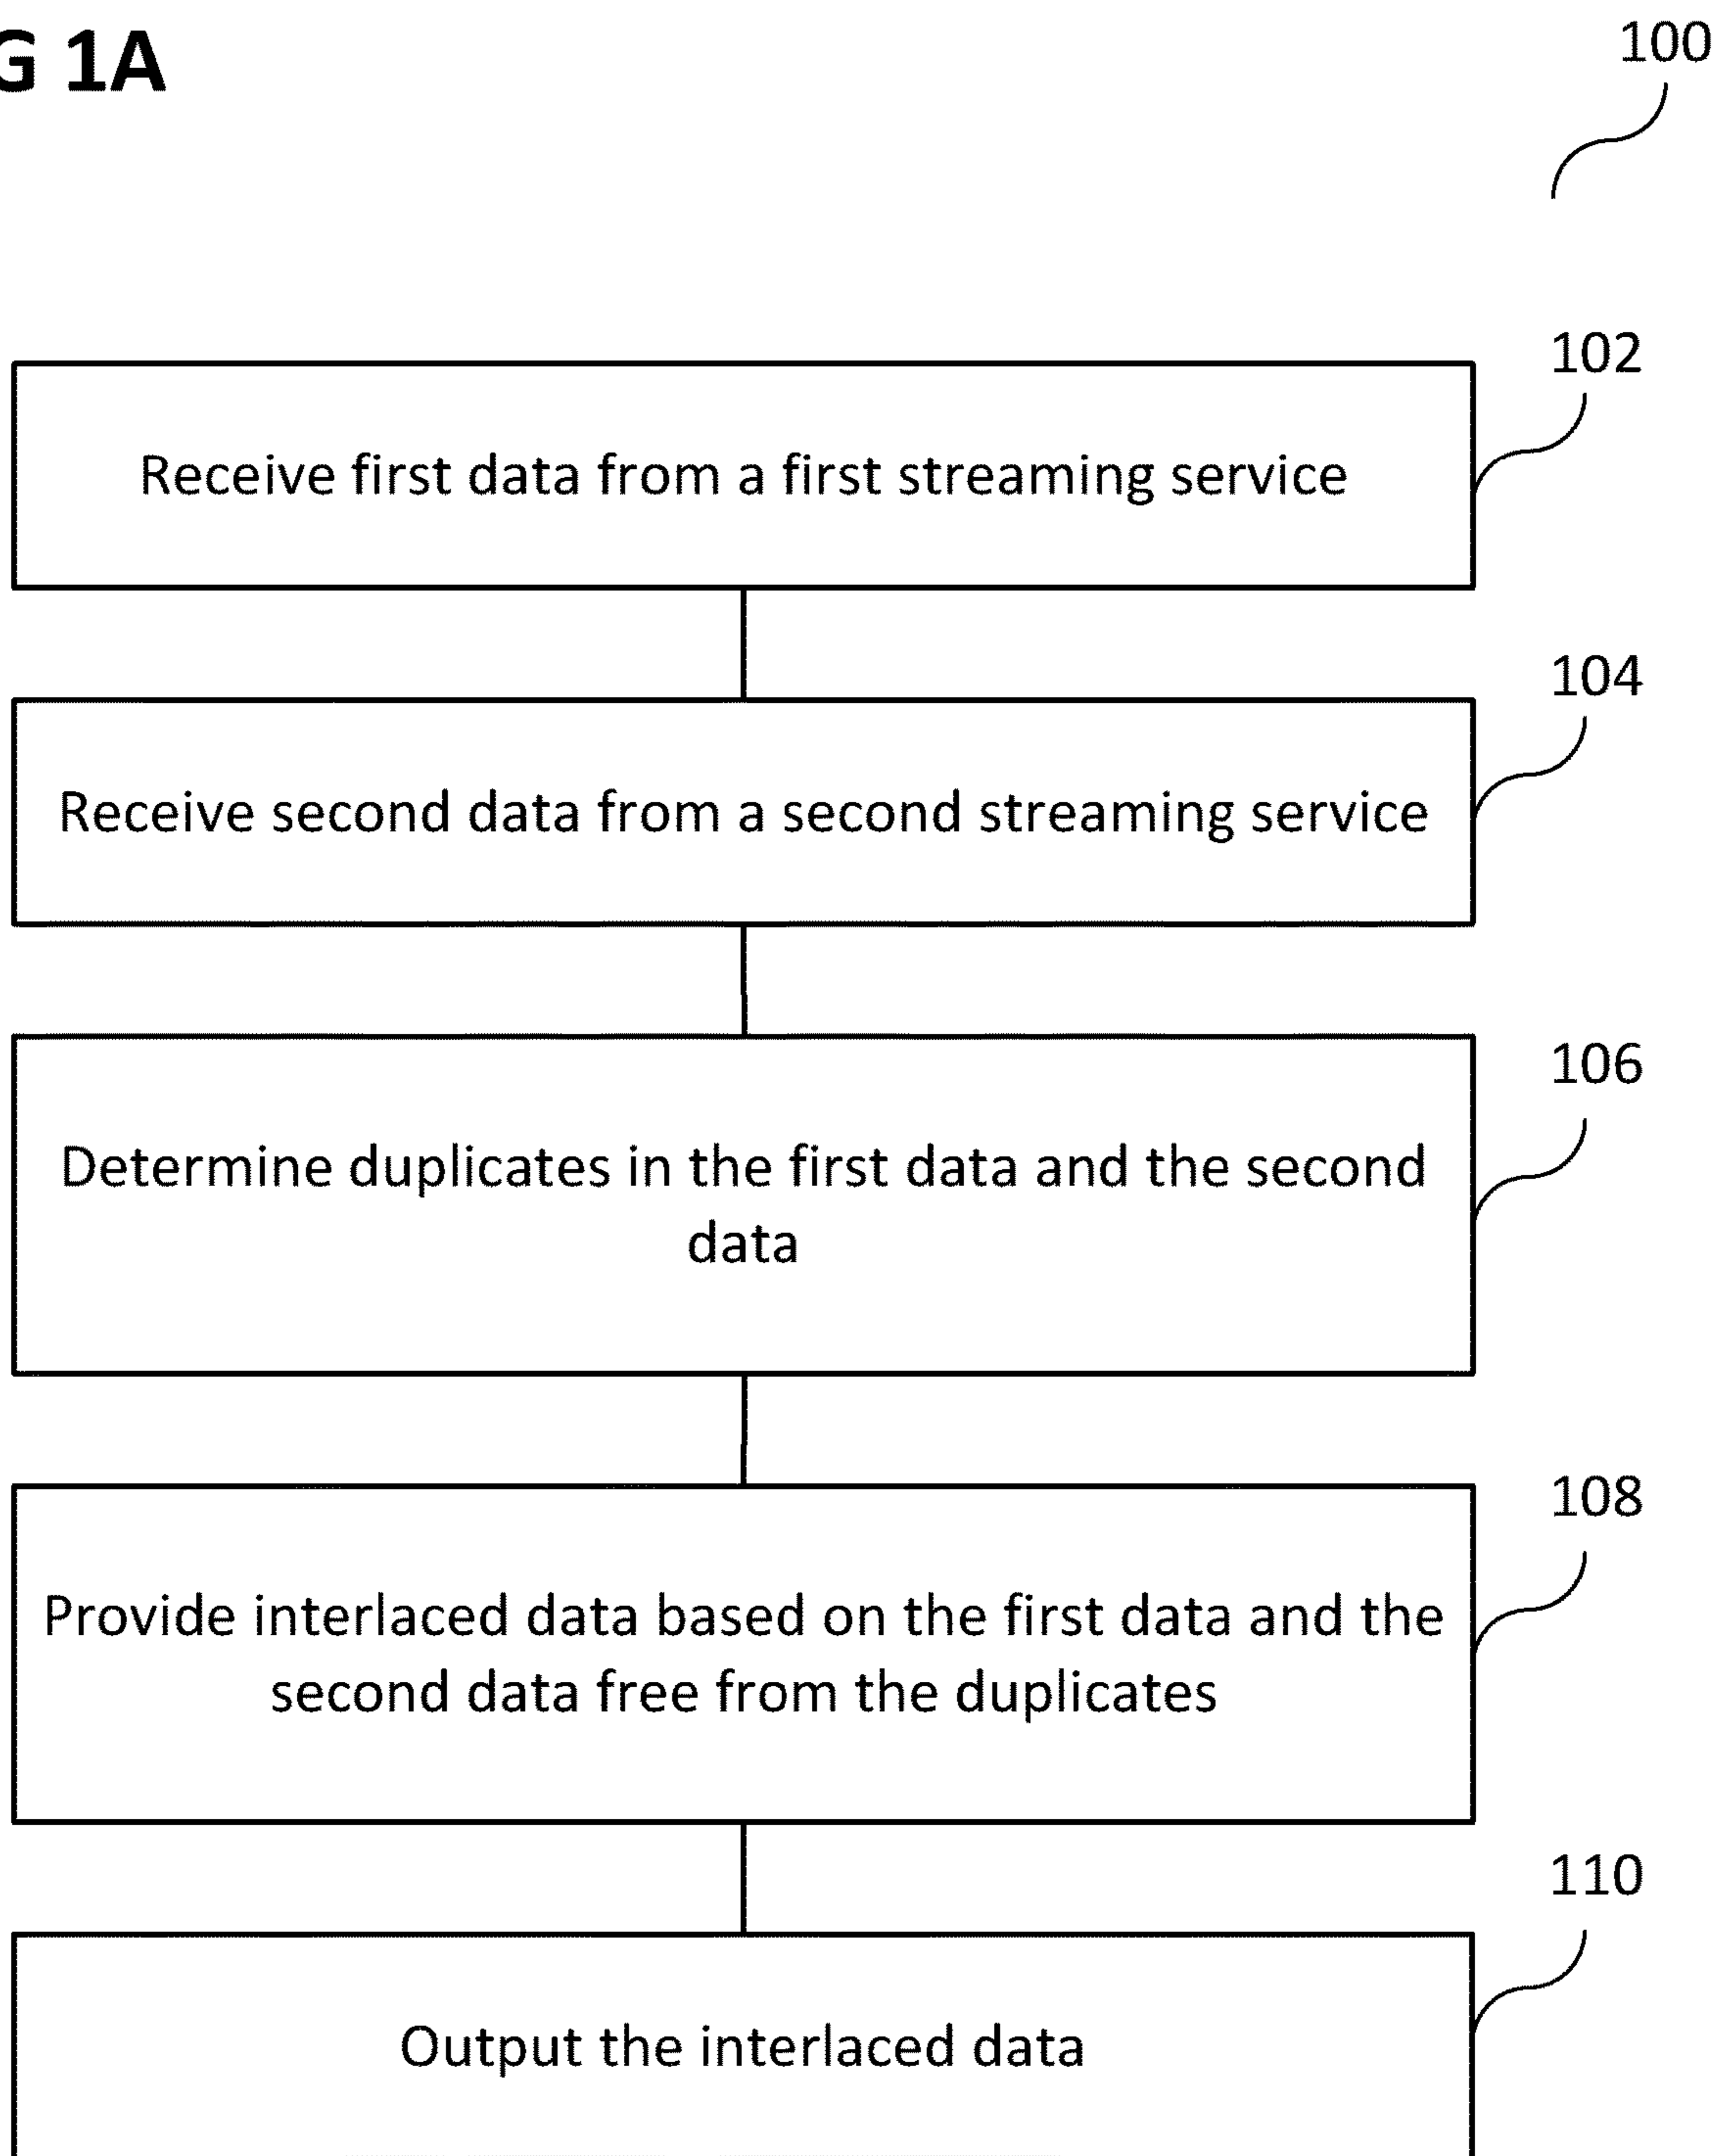 G 1A
100
102
Receive first data from a first streaming service
104
Receive second data from a second streaming service
106
Determine duplicates in the first data and the second
data
108
Provide interlaced data based on the first data and the
second data free from the duplicates
110
Output the interlaced data